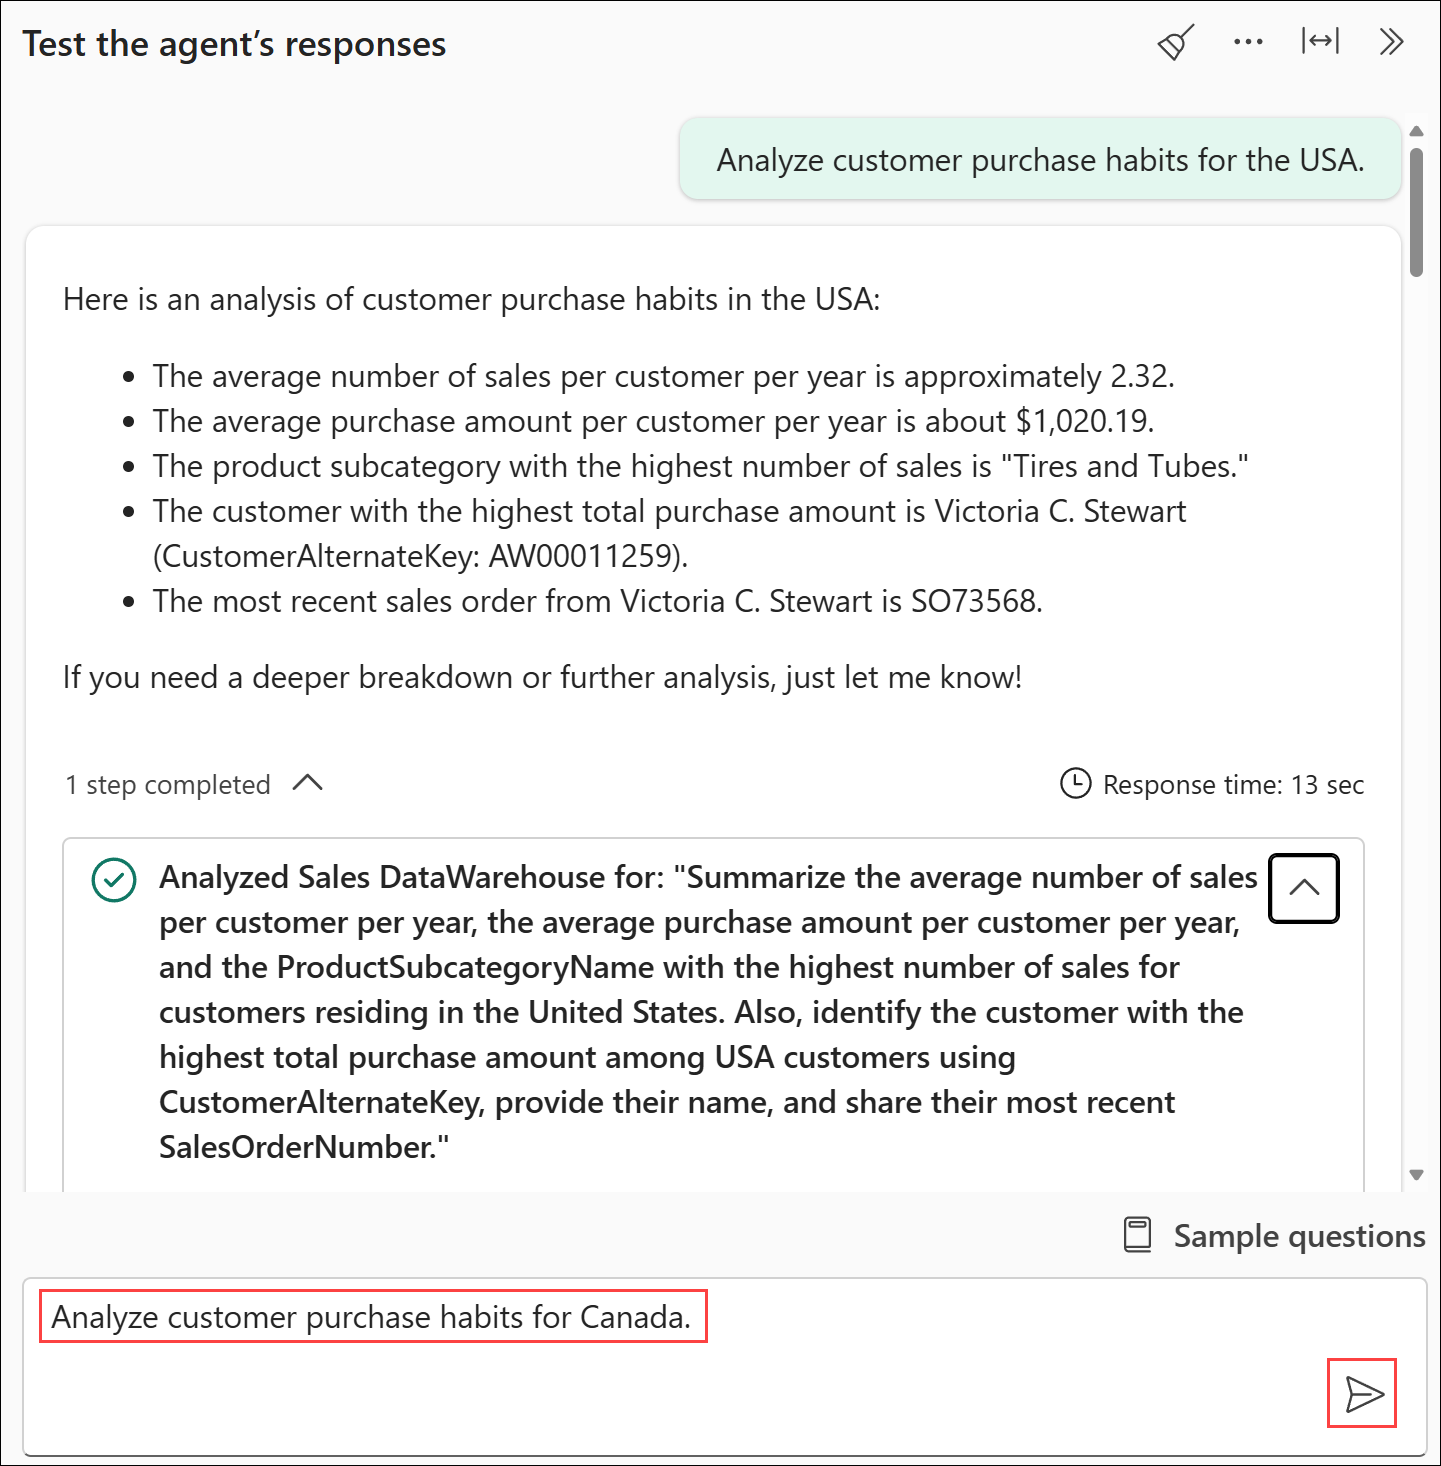 Test the agent’s responses
Analyze customer purchase habits for the USA.
Here is an analysis of customer purchase habits in the USA:
• The average number of sales per customer per year is approximately 2.32.
• The average purchase amount per customer per year is about $1,020.19.
• The product subcategory with the highest number of sales is "Tires and Tubes."
• The customer with the highest total purchase amount is Victoria C. Stewart
(CustomerAlternateKey: AW00011259).
• The most recent sales order from Victoria C. Stewart is SO73568.
If you need a deeper breakdown or further analysis, just let me know!
1 step completed
Response time: 13 sec
Analyzed Sales DataWarehouse for: "Summarize the average number of sales
per customer per year, the average purchase amount per customer per year,
and the ProductSubcategoryName with the highest number of sales for
customers residing in the United States. Also, identify the customer with the
highest total purchase amount among USA customers using
CustomerAlternateKey, provide their name, and share their most recent
SalesOrderNumber."
Sample questions
Analyze customer purchase habits for Canada.